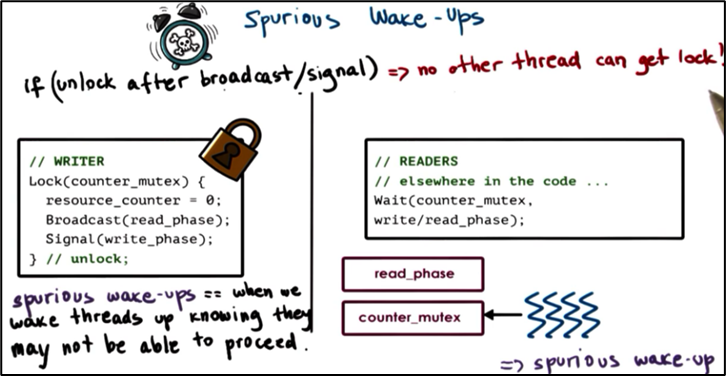 Spurious Wake-Ups
if (unlock after broadcast/signal) => no other thread can get lock!
// WRITER
Lock(counter_mutex) {
resource_counter = 0;
Broadcast(read_phase);
Signal(write_phase);
} // unlock;
spurious wake-ups == when we
wake threads up knowing they
may not be able to proceed.
// READERS
// elsewhere in the code ...
Wait(counter_mutex,
write/read_phase);
read_phase
counter_mutex
=> spurious wake-up